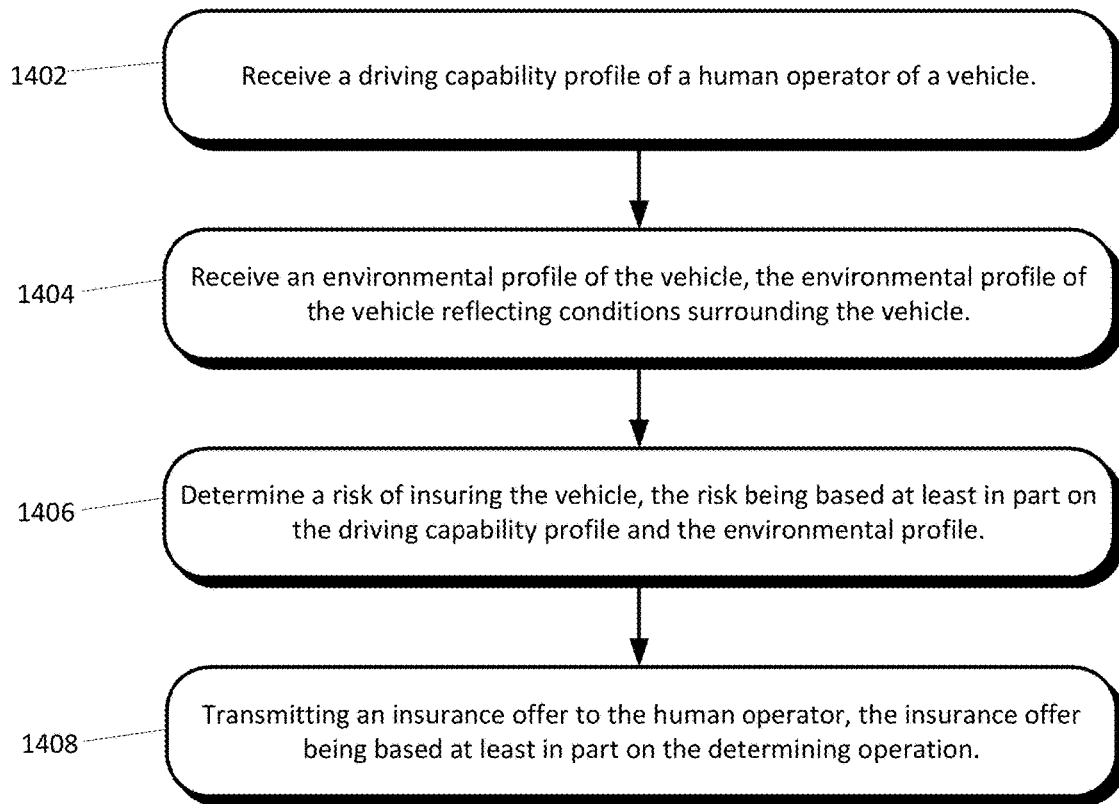 1402
Receive a driving capability profile of a human operator of a vehicle.
1404
Receive an environmental profile of the vehicle, the environmental profile of
the vehicle reflecting conditions surrounding the vehicle.
1406
Determine a risk of insuring the vehicle, the risk being based at least in part on
the driving capability profile and the environmental profile.
1408
Transmitting an insurance offer to the human operator, the insurance offer
being based at least in part on the determining operation.